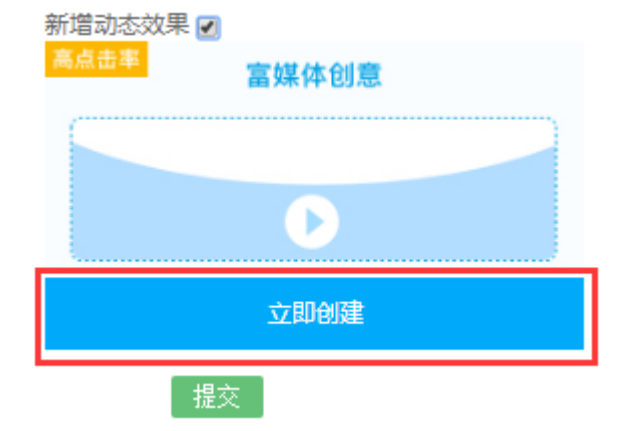 新增动态效果
高点击率
富媒体创意
立即创建
提交